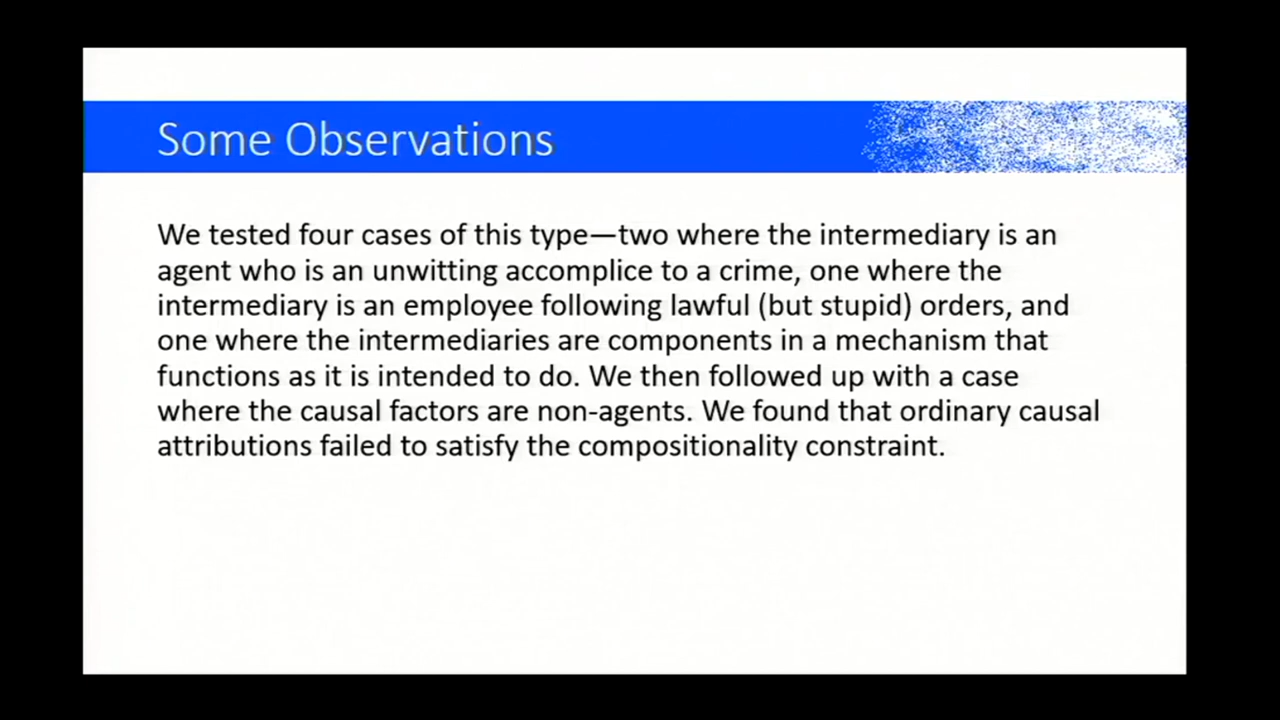 Some Observations
We tested four cases of this type—two where the intermediary is an
agent who is an unwitting accomplice to a crime, one where the
intermediary is an employee following lawful (but stupid) orders, and
one where the intermediaries are components in a mechanism that
functions as it is intended to do. We then followed up with a case
where the causal factors are non-agents. We found that ordinary causal
attributions failed to satisfy the compositionality constraint.